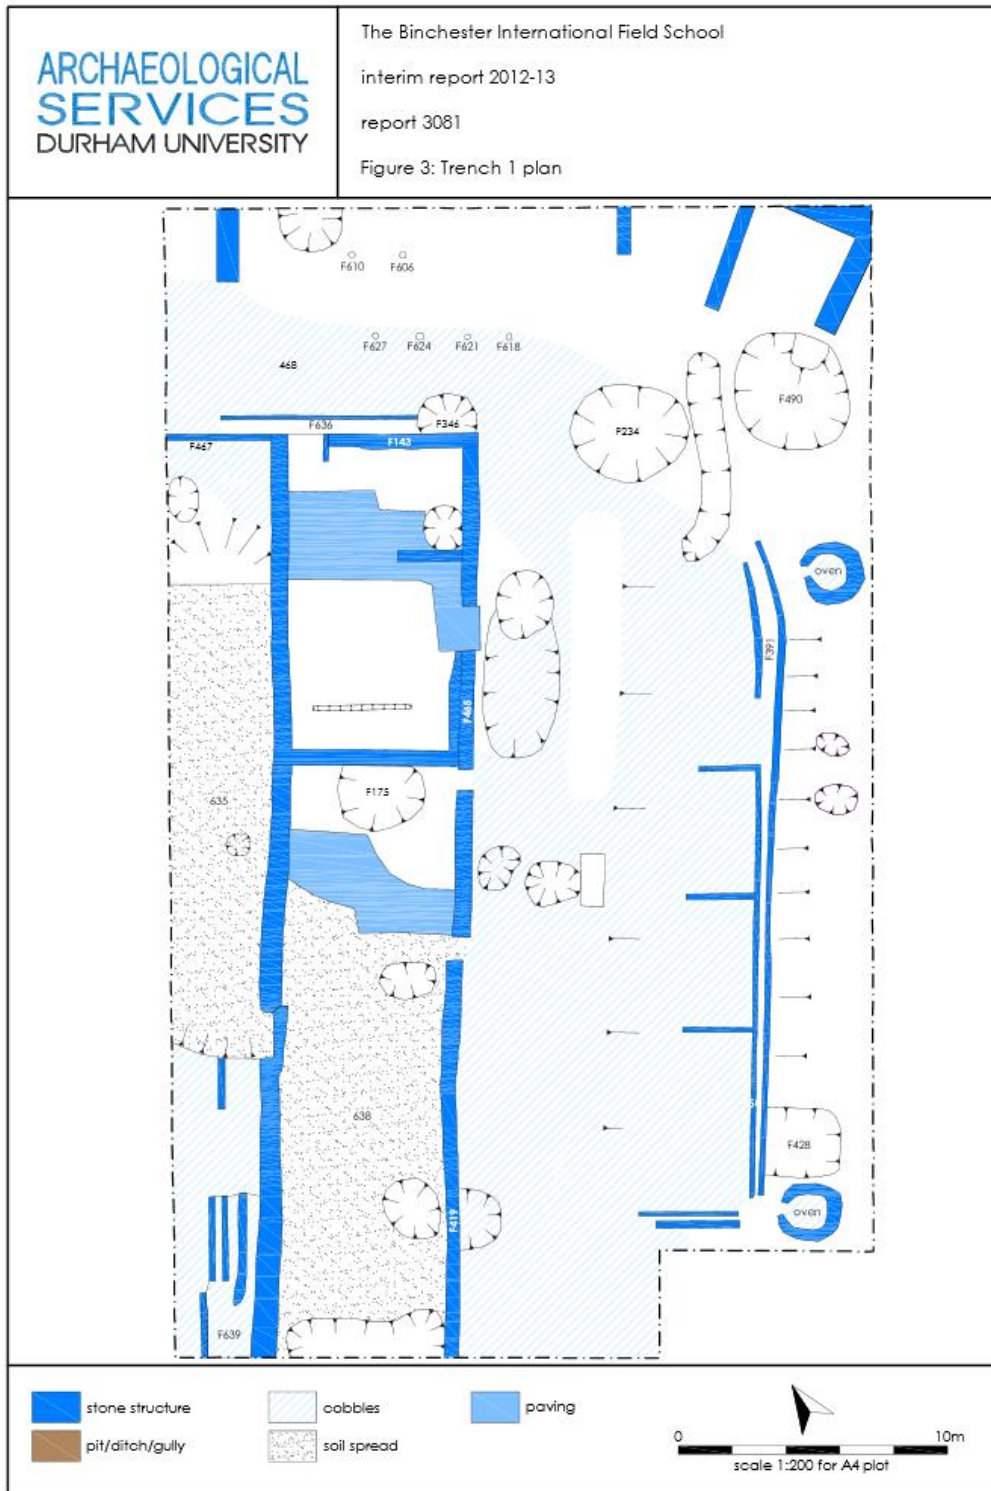 ARCHAEOLOGICAL
SERVICES
DURHAM UNIVERSITY
The Binchester International Field School
interim report 2012-13
report 3081
Figure 3: Trench 1 plan
F610 F606
F627 F624 F621 F618
468
F636 F346
F467 F143
F234
F490
oven
F391
F465
635
F175
638
F428
F419
oven
F639
stone structure
cobbles
paving
pit/ditch/gully
soil spread
0 10m
scale 1:200 for A4 plot